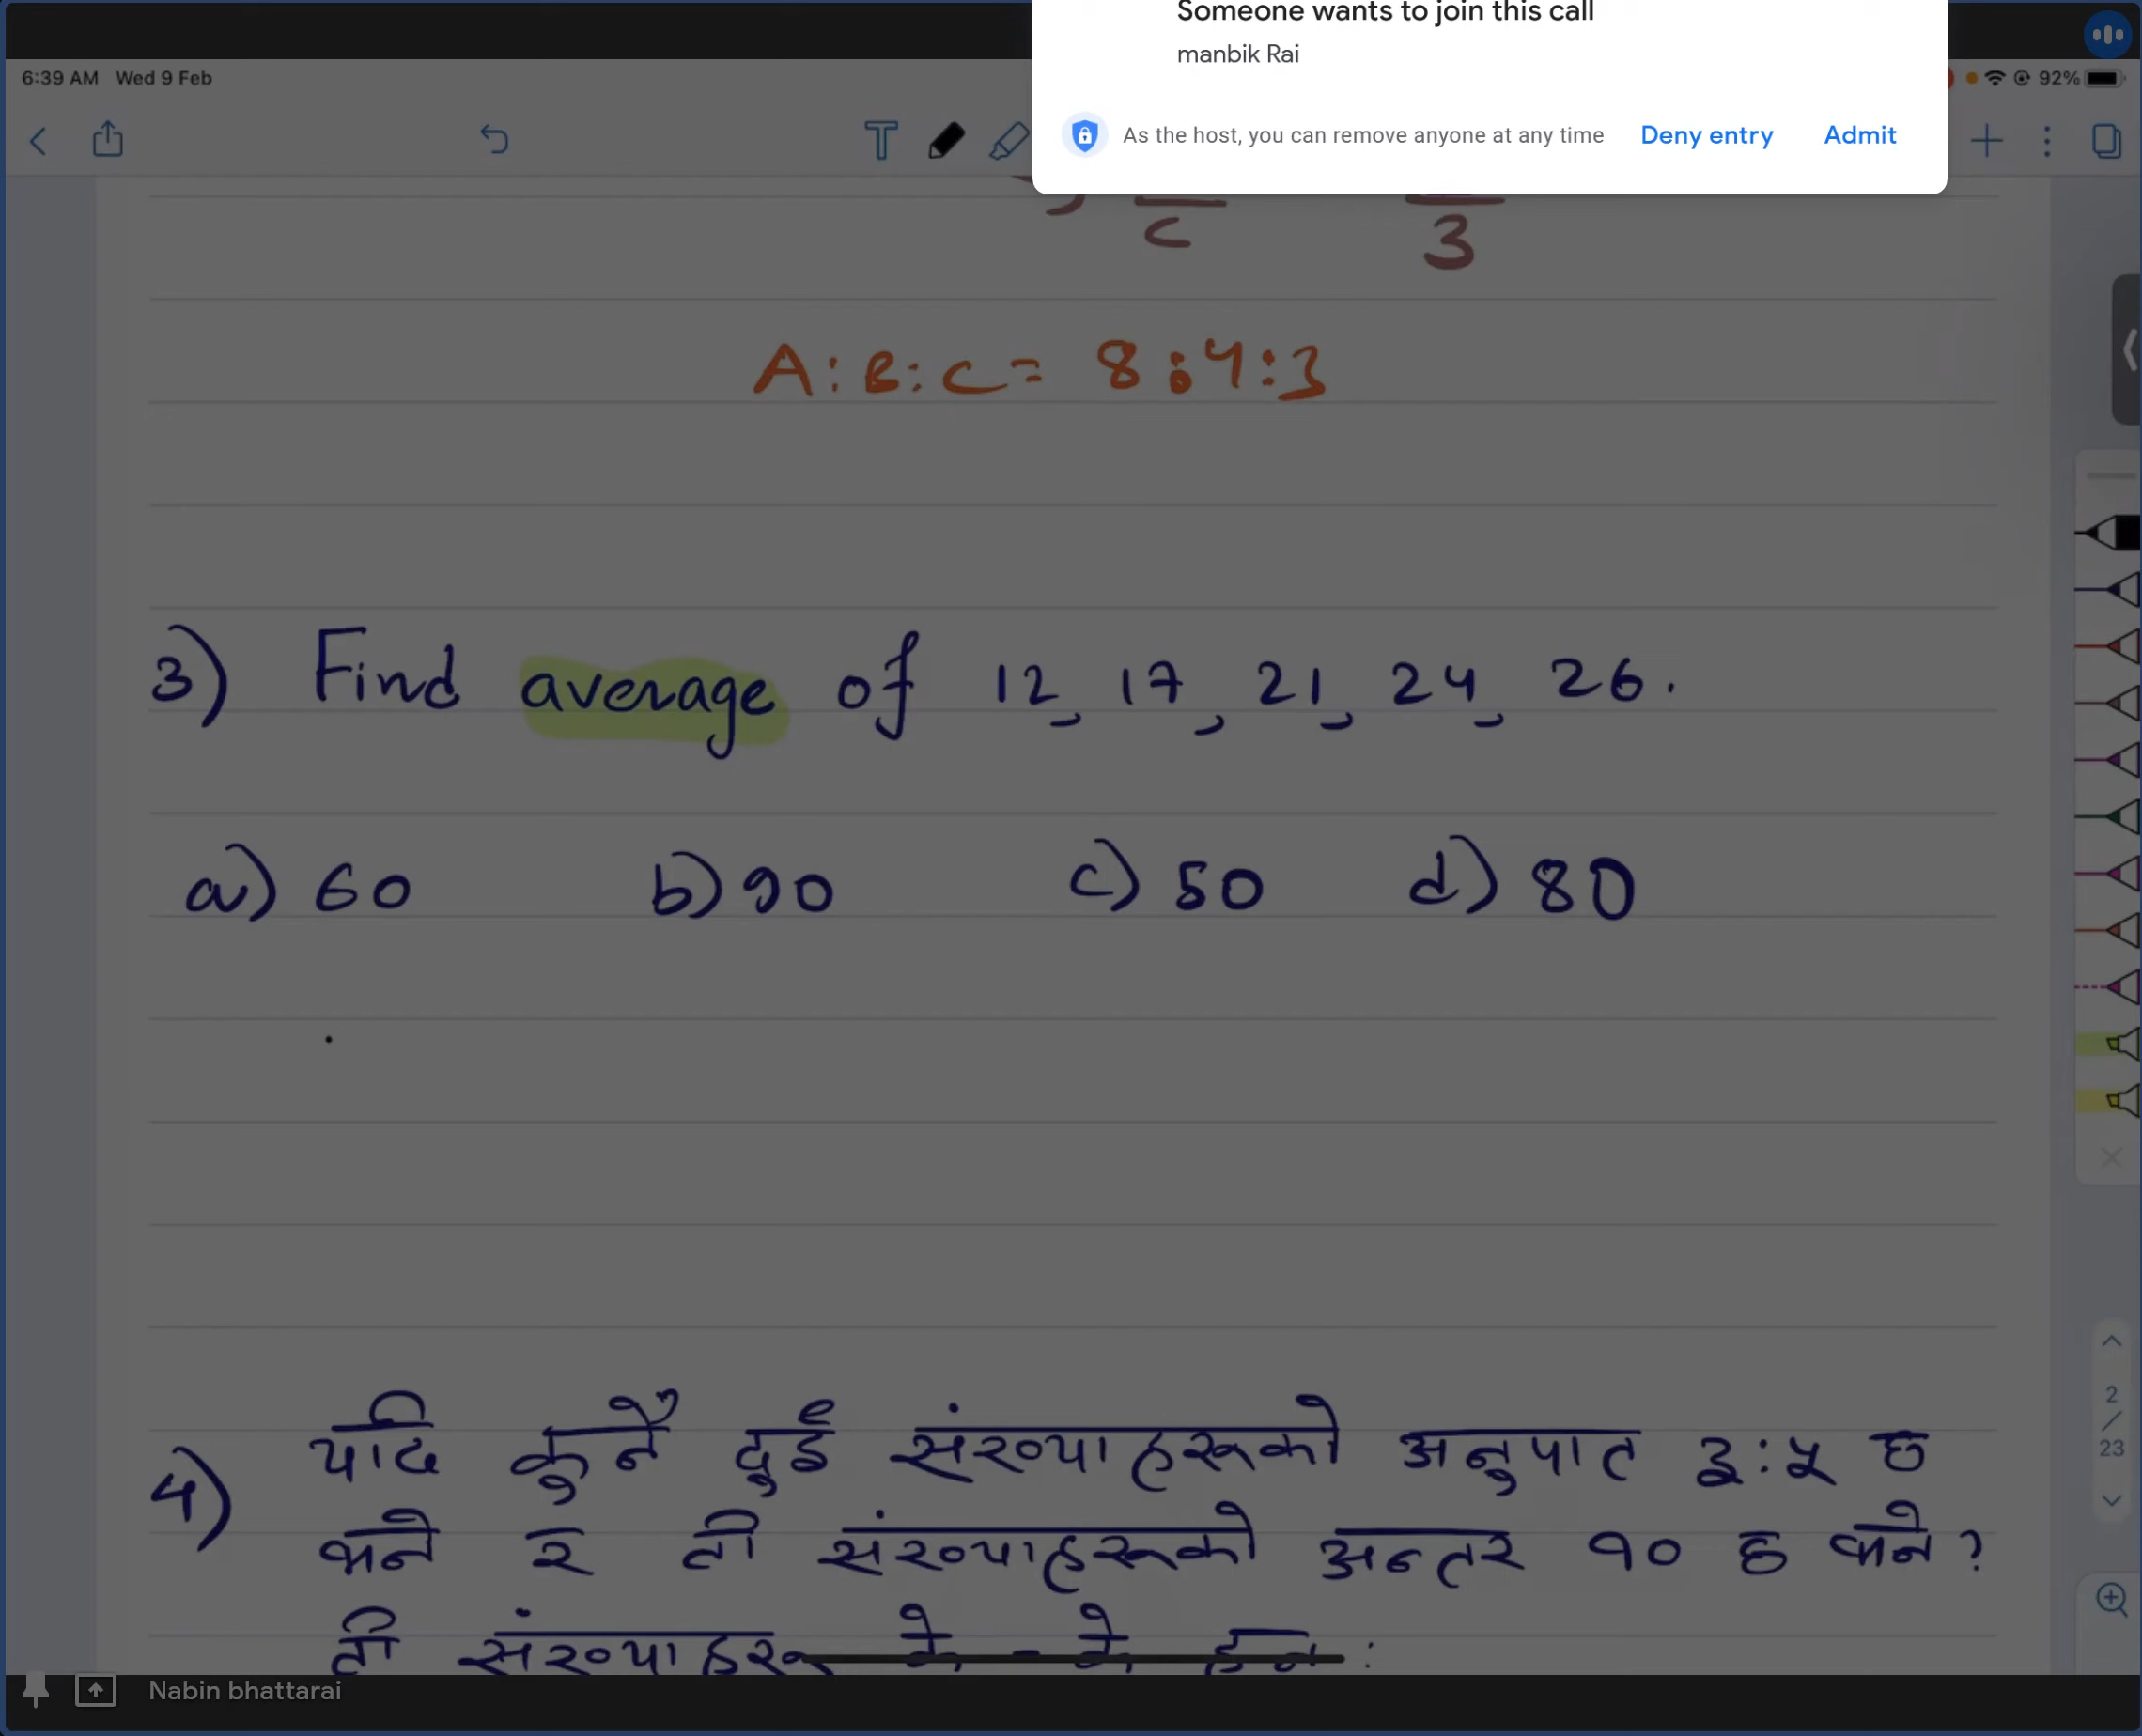 Someone wants to join this call
manbik Rai
As the host, you can remove anyone at any time Deny entry Admit
6:39 AM Wed 9 Feb 92%
T
C 3
A : B : C = 8 : 4 : 3
3) Find average of 12, 17, 21, 24, 26.
a) 60 b) 90 c) 50 d) 80
4) यदि कुनै दुई संख्याहरूको अनुपात ३:५ छ
भने र ती संख्याहरूको अन्तर १० छ भने?
ती संख्याहरू के - के हुन :
2 / 23
Nabin bhattarai